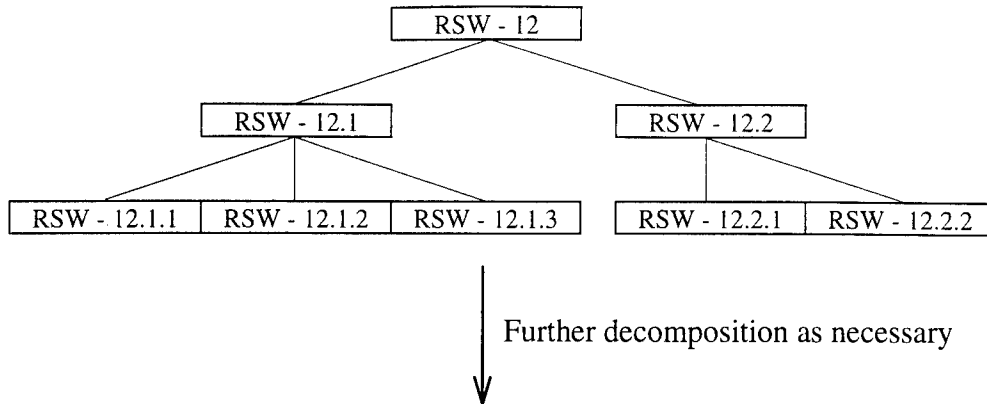 RSW - 12
RSW - 12.1
RSW - 12.2
RSW - 12.1.1
RSW - 12.1.2
RSW - 12.1.3
RSW - 12.2.1
RSW - 12.2.2
Further decomposition as necessary